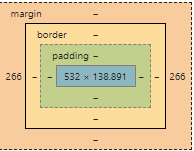 margin –
border –
padding –
266 – – 532 × 138.891 – – 266
–
–
–